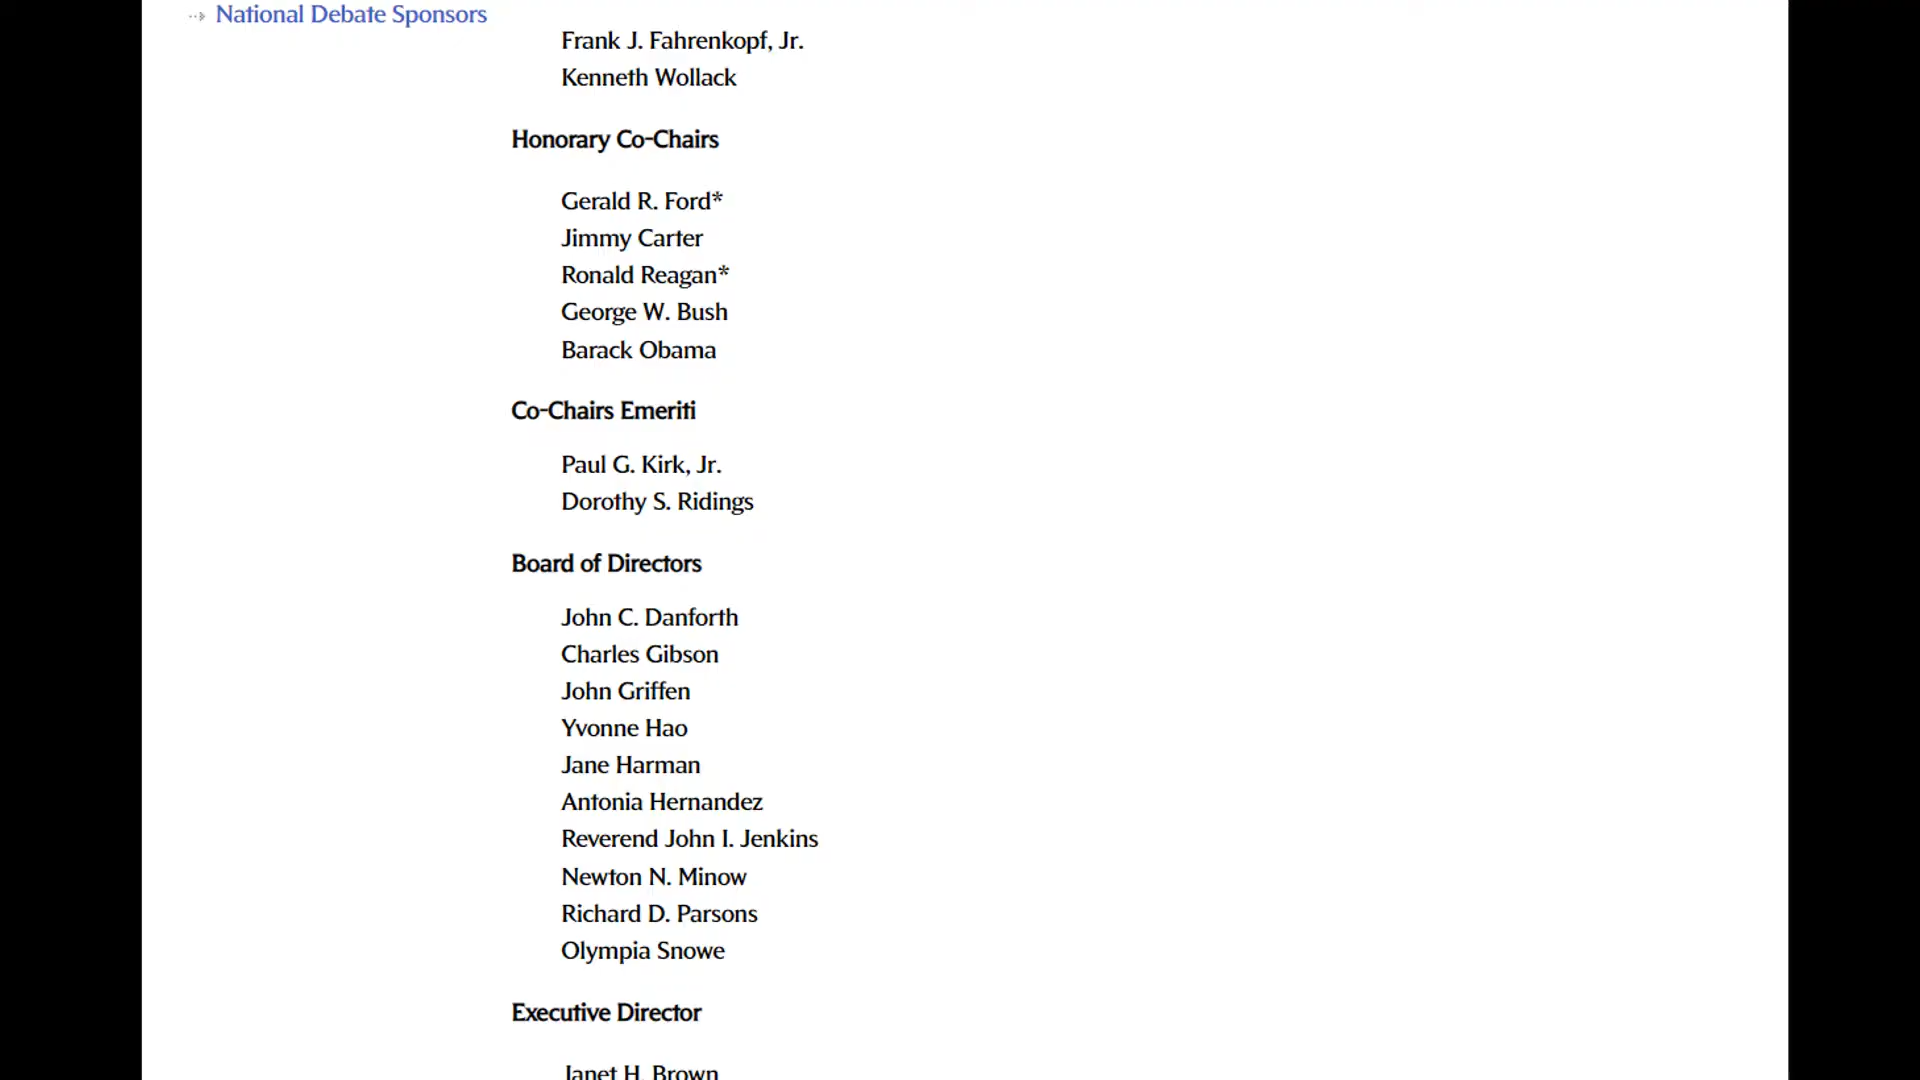 National Debate Sponsors
Frank J. Fahrenkopf, Jr.
Kenneth Wollack
Honorary Co-Chairs
Gerald R. Ford*
Jimmy Carter
Ronald Reagan*
George W. Bush
Barack Obama
Co-Chairs Emeriti
Paul G. Kirk, Jr.
Dorothy S. Ridings
Board of Directors
John C. Danforth
Charles Gibson
John Griffen
Yvonne Hao
Jane Harman
Antonia Hernandez
Reverend John I. Jenkins
Newton N. Minow
Richard D. Parsons
Olympia Snowe
Executive Director
Janet H. Brown